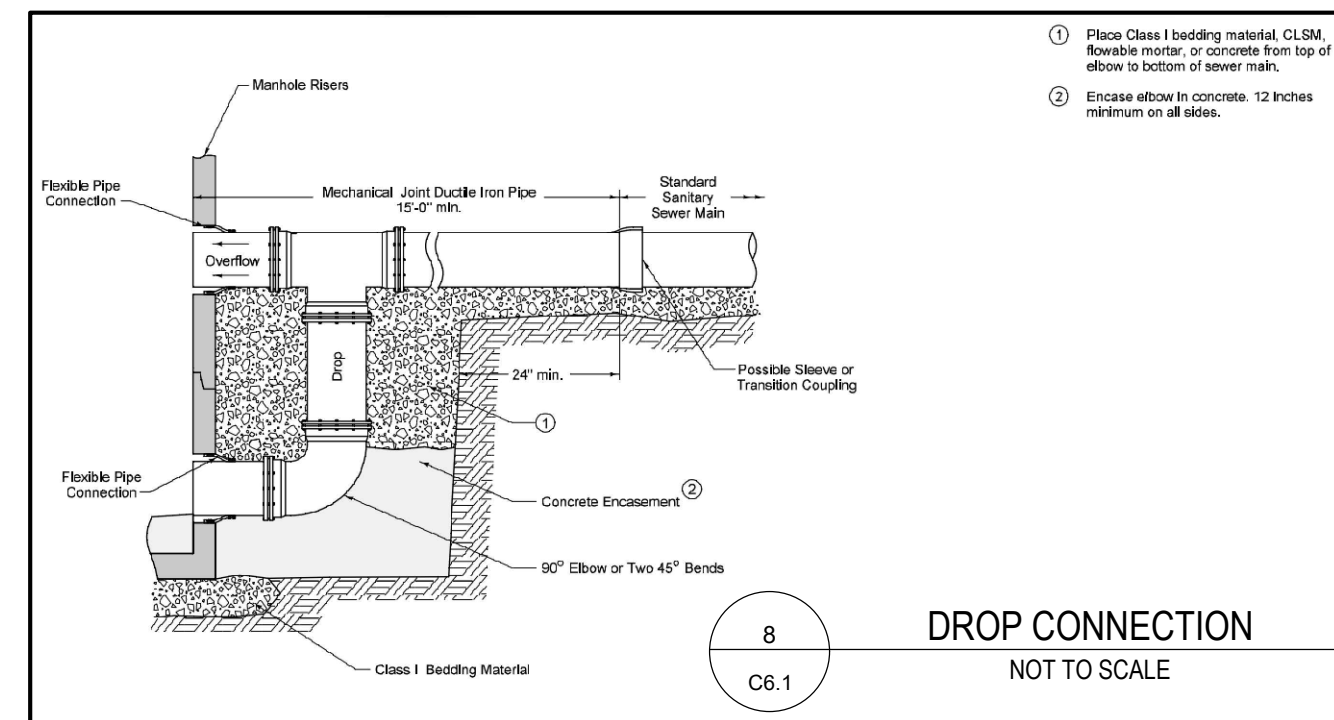 ① Place Class I bedding material, CLSM,
flowable mortar, or concrete from top of
elbow to bottom of sewer main.
② Encase elbow in concrete. 12 inches
minimum on all sides.
Manhole Risers
Flexible Pipe
Connection
Mechanical Joint Ductile Iron Pipe
15'-0" min.
Standard
Sanitary
Sewer Main
Overflow
Drop
24" min.
Possible Sleeve or
Transition Coupling
①
Flexible Pipe
Connection
Concrete Encasement ②
90° Elbow or Two 45° Bends
Class I Bedding Material
8
C6.1
DROP CONNECTION
NOT TO SCALE